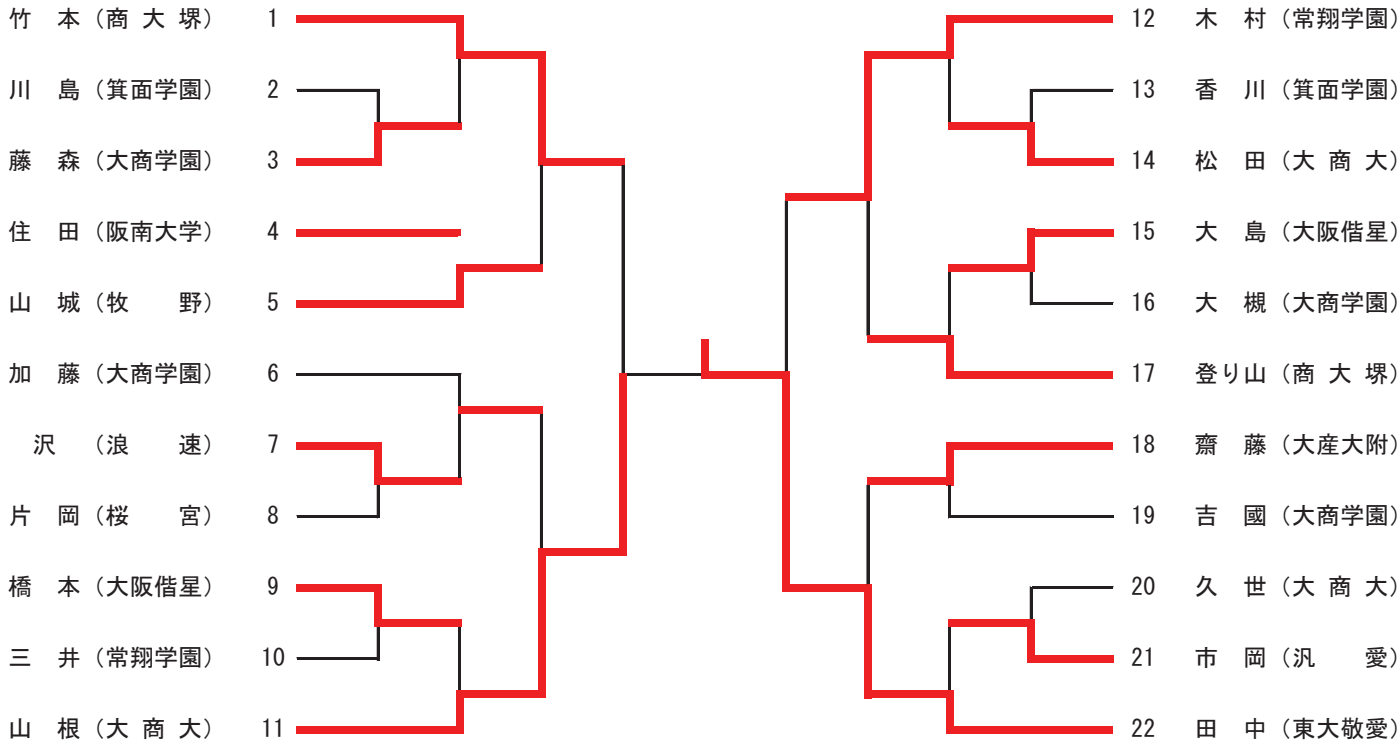 竹 本 (商 大 堺) 1
川 島 (箕面学園) 2
藤 森 (大商学園) 3
住 田 (阪南大学) 4
山 城 (牧 野) 5
加 藤 (大商学園) 6
沢 (浪 速) 7
片 岡 (桜 宮) 8
橋 本 (大阪偕星) 9
三 井 (常翔学園) 10
山 根 (大 商 大) 11
12 木 村 (常翔学園)
13 香 川 (箕面学園)
14 松 田 (大 商 大)
15 大 島 (大阪偕星)
16 大 槻 (大商学園)
17 登り山 (商 大 堺)
18 齋 藤 (大産大附)
19 吉 國 (大商学園)
20 久 世 (大 商 大)
21 市 岡 (汎 愛)
22 田 中 (東大敬愛)